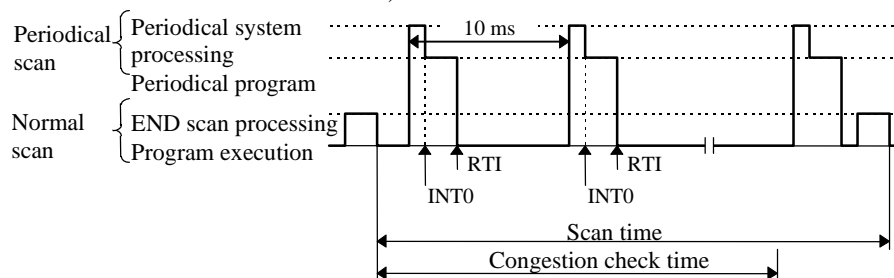 Periodical scan
Periodical system processing
Periodical program
Normal scan
END scan processing
Program execution
10 ms
RTI
RTI
INT0
INT0
Scan time
Congestion check time